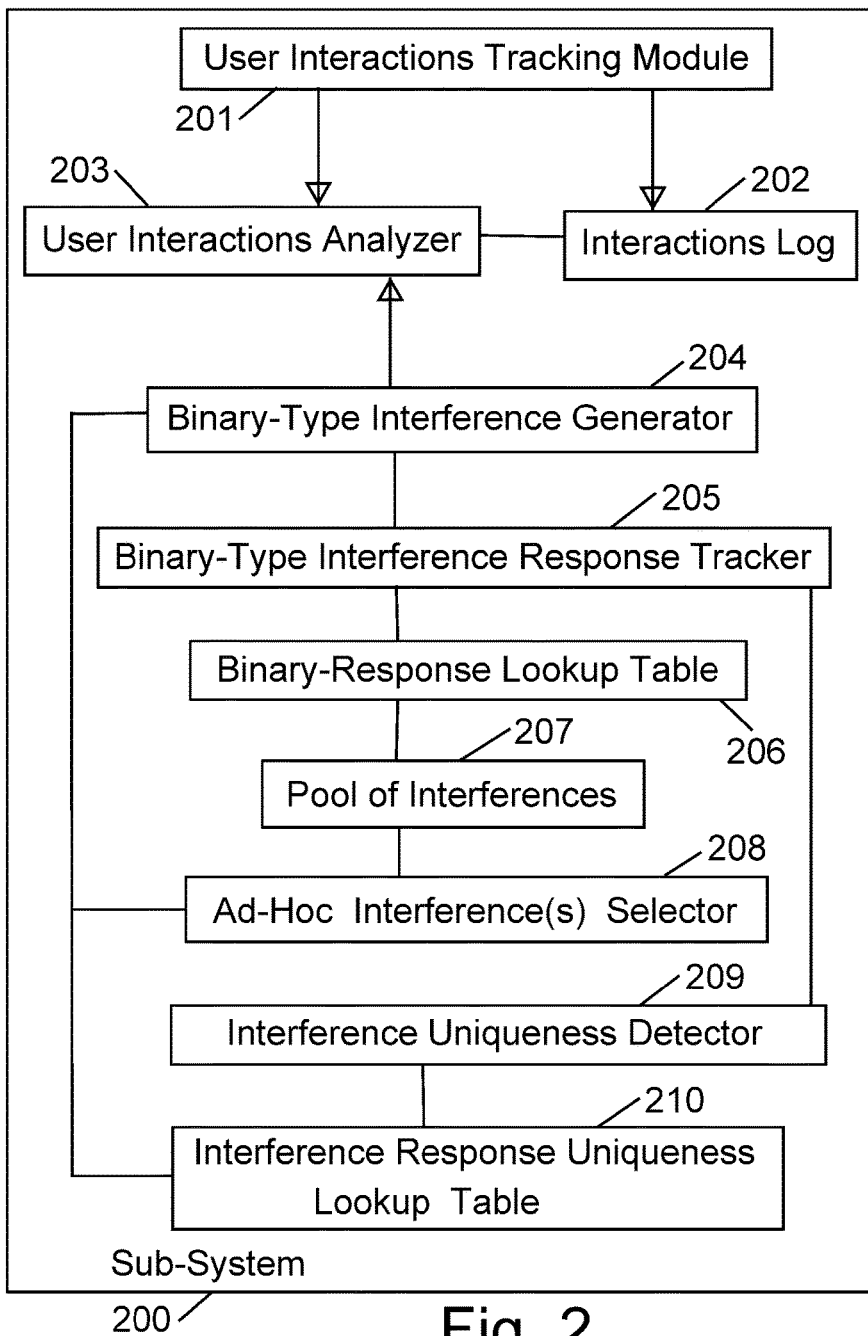 User Interactions Tracking Module
201
203
202
User Interactions Analyzer
Interactions Log
204
Binary-Type Interference Generator
205
Binary-Type Interference Response Tracker
Binary-Response Lookup Table
206
207
Pool of Interferences
208
Ad-Hoc Interference(s) Selector
209
Interference Uniqueness Detector
210
Interference Response Uniqueness
Lookup Table
Sub-System
200
Fig. 2